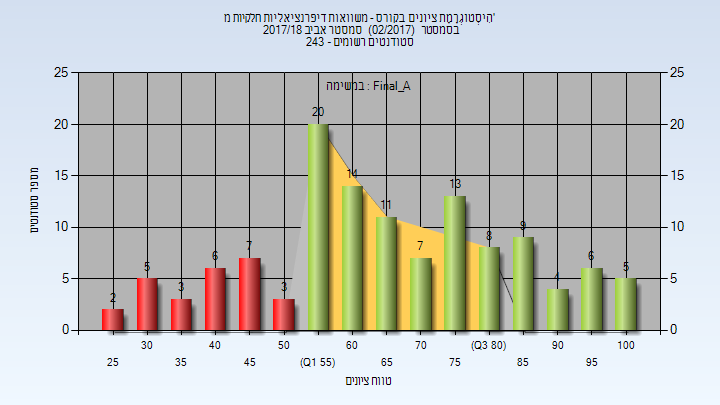 היסטוגרמת ציונים בקורס - משוואות דיפרנציאליות חלקיות מ'
בסמסטר (02/2017) סמסטר אביב 2017/18
סטודנטים רשומים - 243
במשימה : Final_A
מספר סטודנטים
25 25
20 20
15 15
10 10
5 5
0 0
2 5 3 6 7 3 20 14 11 7 13 8 9 4 6 5
30 40 50 60 70 (Q3 80) 90 100
25 35 45 (Q1 55) 65 75 85 95
טווח ציונים